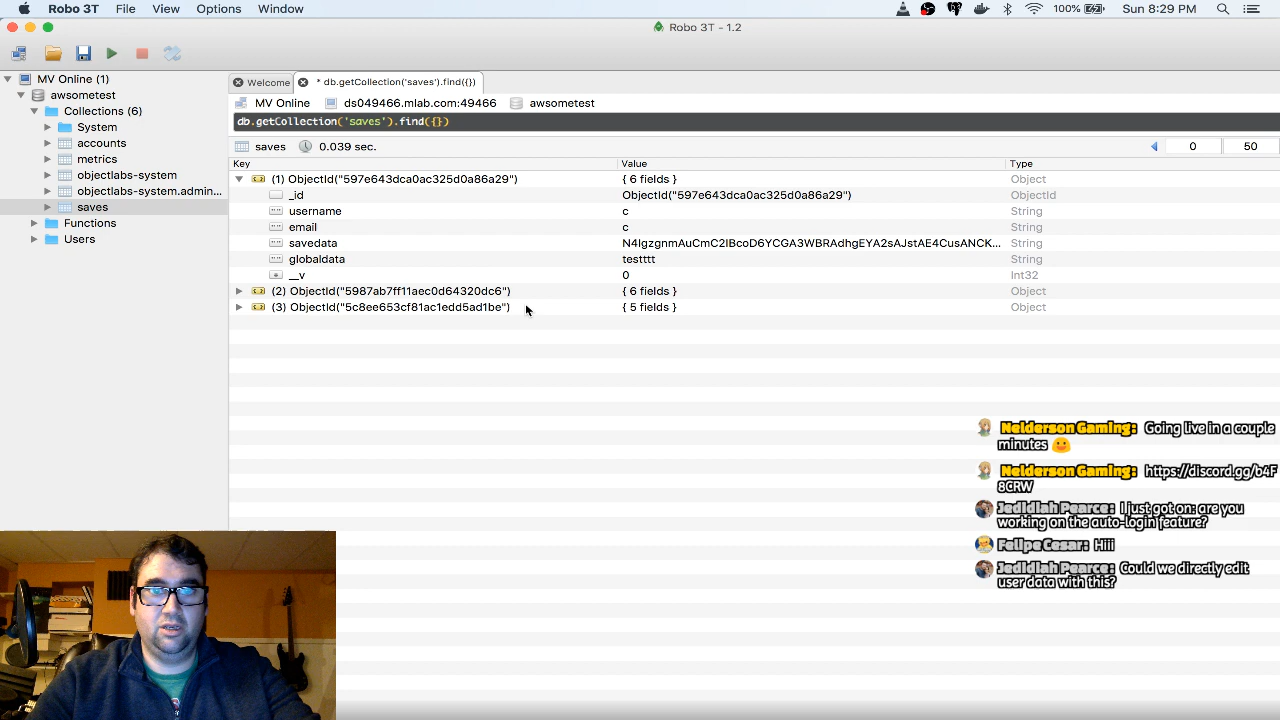 Robo 3T File View Options Window 100% Sun 8:29 PM
Robo 3T - 1.2
MV Online (1)
awsometest
Collections (6)
System
accounts
metrics
objectlabs-system
objectlabs-system.admin...
saves
Functions
Users
Welcome * db.getCollection('saves').find({})
MV Online ds049466.mlab.com:49466 awsometest
db.getCollection('saves').find({})
saves 0.039 sec. 0 50
Key Value Type
(1) ObjectId("597e643dca0ac325d0a86a29") { 6 fields } Object
_id ObjectId("597e643dca0ac325d0a86a29") ObjectId
username c String
email c String
savedata N4IgzgnmAuCmC2IBcoD6YCGA3WBRAdhgEYA2sAJstAE4CusANCK... String
globaldata testttt String
__v 0 Int32
(2) ObjectId("5987ab7ff11aec0d64320dc6") { 6 fields } Object
(3) ObjectId("5c8ee653cf81ac1edd5ad1be") { 5 fields } Object
Nelderson Gaming: Going live in a couple
minutes
Nelderson Gaming: https://discord.gg/b4F
8CRW
Jedidiah Pearce: I just got on: are you
working on the auto-login feature?
Felipe Cesar: Hiii
Jedidiah Pearce: Could we directly edit
user data with this?